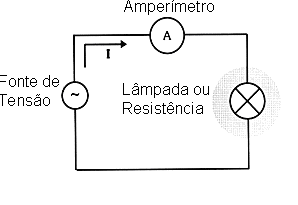 Amperímetro
A
I
Fonte de
Tensão
~
Lâmpada ou
Resistência